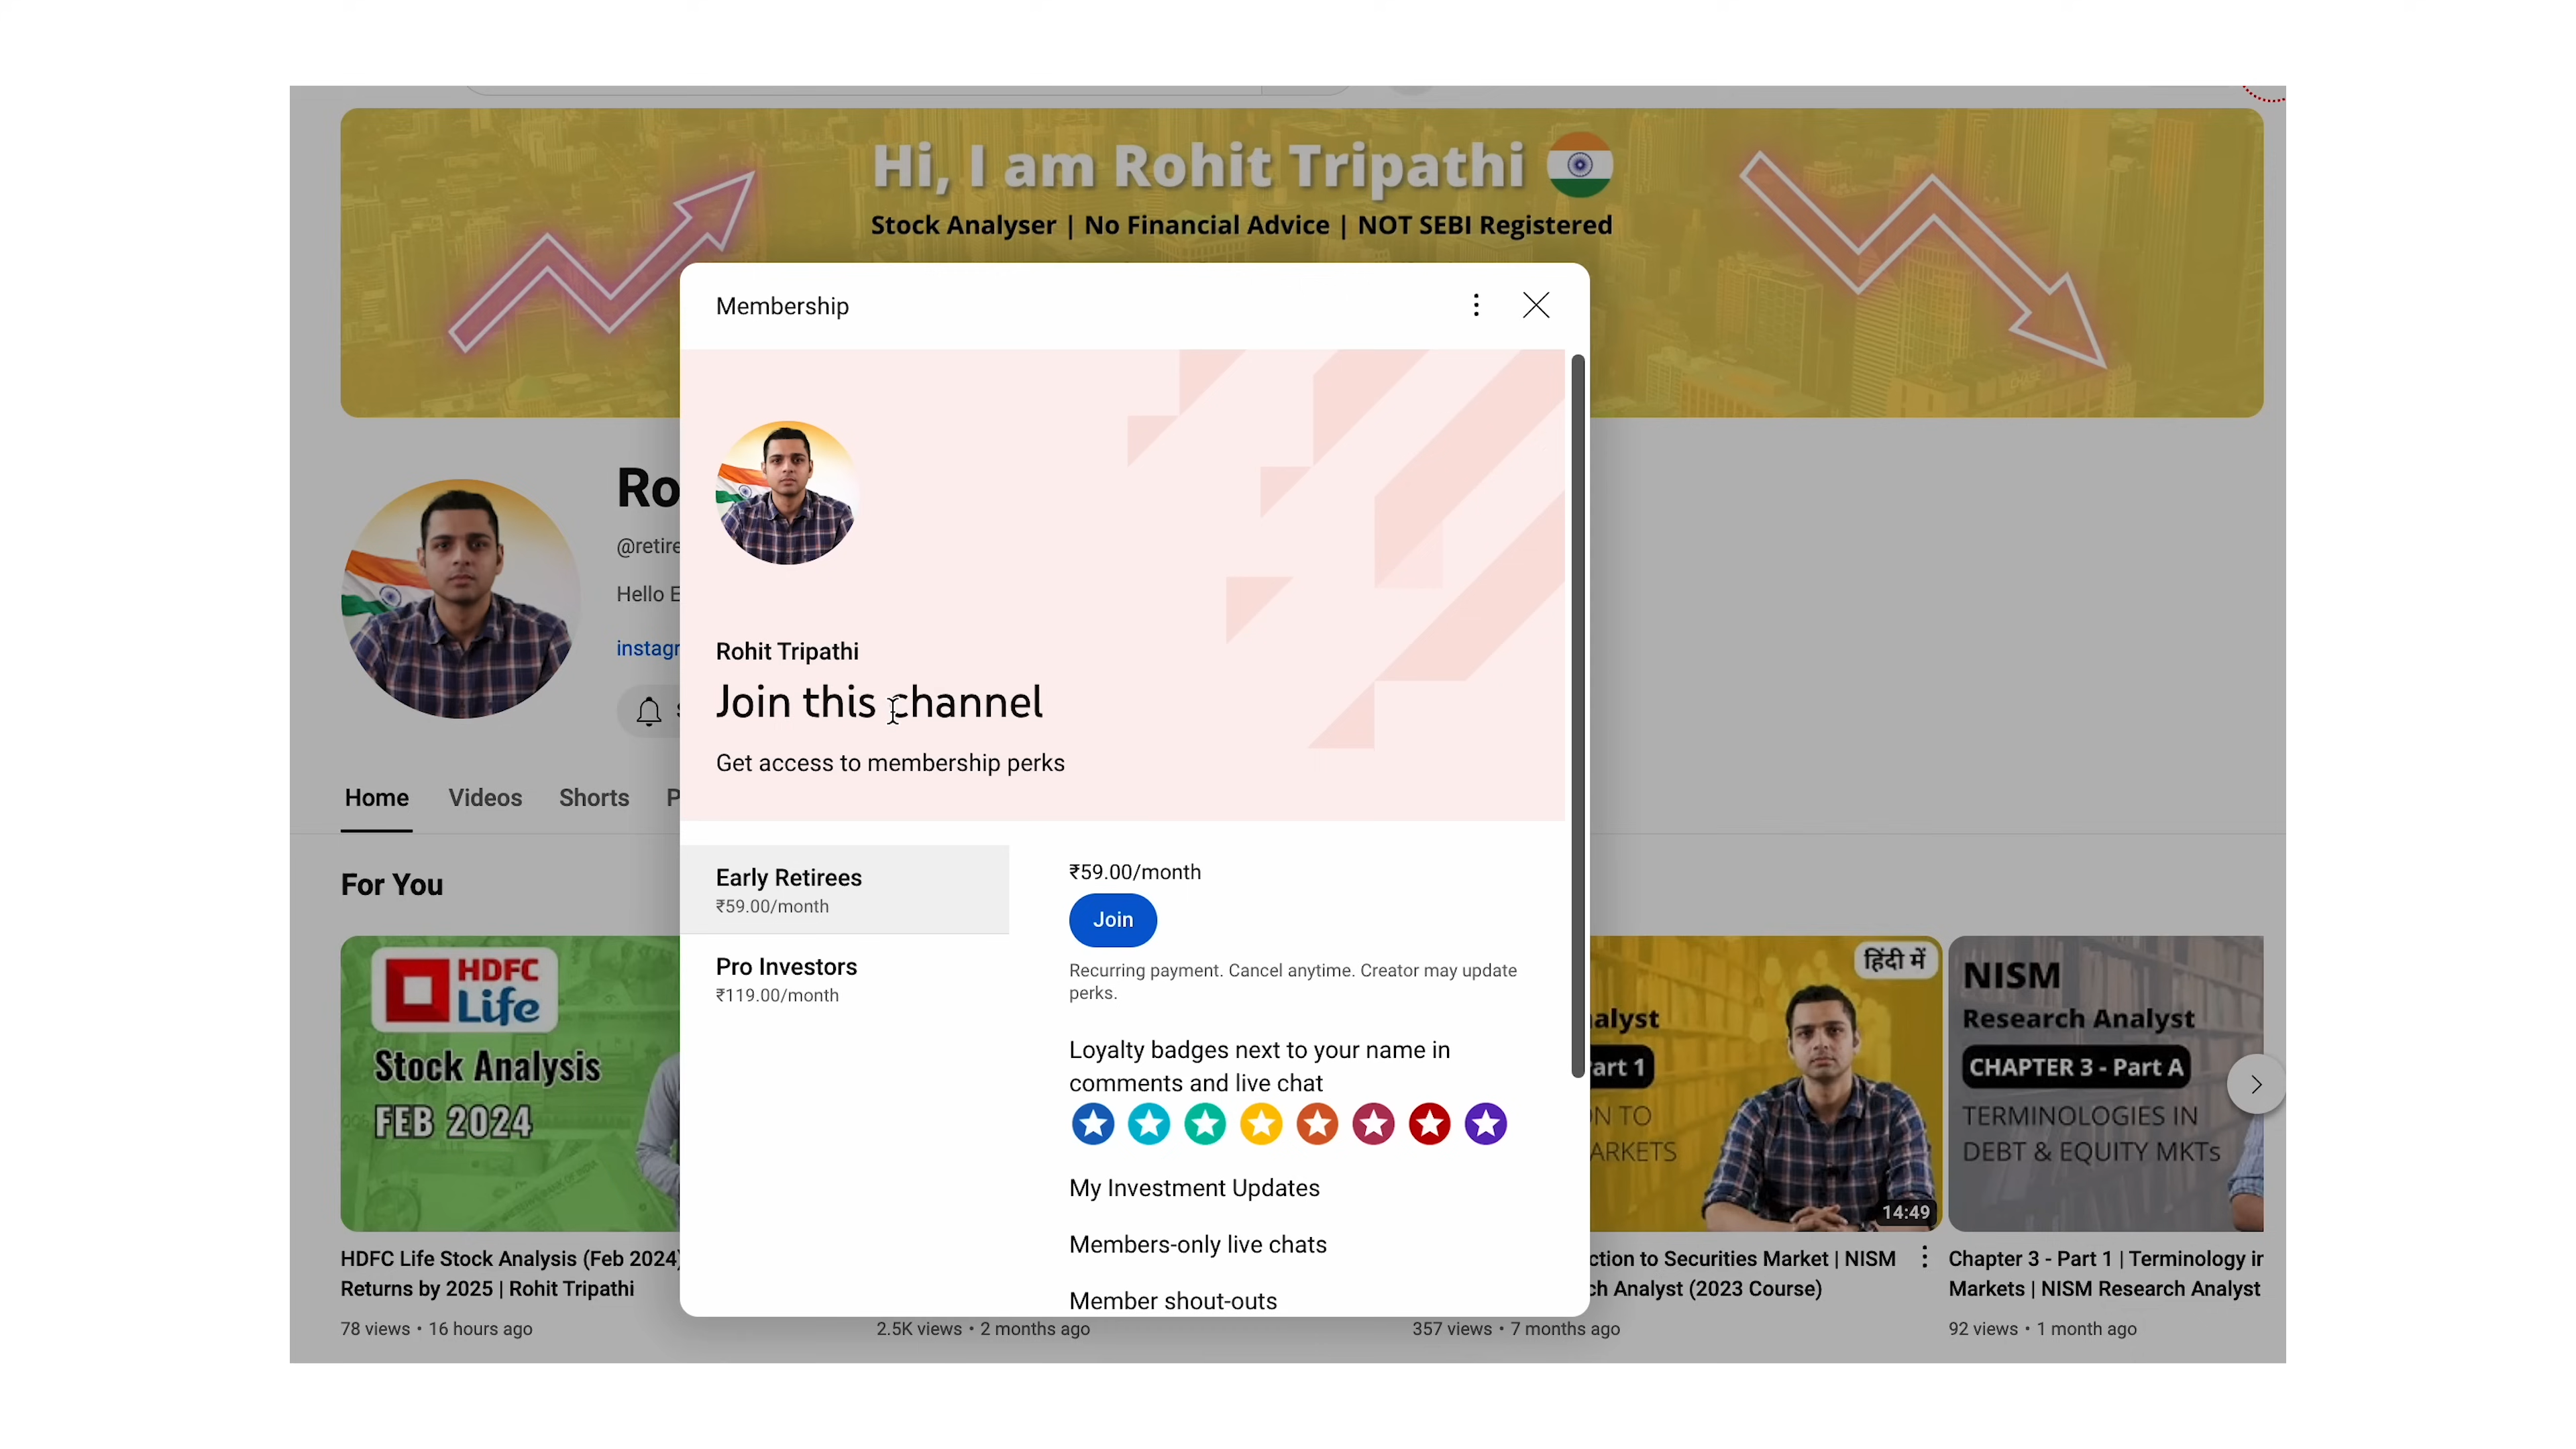 Hi, I am Rohit Tripathi
Stock Analyser | No Financial Advice | NOT SEBI Registered
Membership
Ro
@retire
Hello E
instagr
Rohit Tripathi
Join this channel
Get access to membership perks
Home Videos Shorts P
For You
Early Retirees
₹59.00/month
Pro Investors
₹119.00/month
₹59.00/month
Join
Recurring payment. Cancel anytime. Creator may update
perks.
Loyalty badges next to your name in
comments and live chat
My Investment Updates
Members-only live chats
Member shout-outs
HDFC
Life
Stock Analysis
FEB 2024
HDFC Life Stock Analysis (Feb 2024)
Returns by 2025 | Rohit Tripathi
78 views • 16 hours ago
2.5K views • 2 months ago
हिंदी में
alyst
art 1
ON TO
ARKETS
14:49
ction to Securities Market | NISM
ch Analyst (2023 Course)
357 views • 7 months ago
NISM
Research Analyst
CHAPTER 3 - Part A
TERMINOLOGIES IN
DEBT & EQUITY MKTs
Chapter 3 - Part 1 | Terminology in
Markets | NISM Research Analyst
92 views • 1 month ago